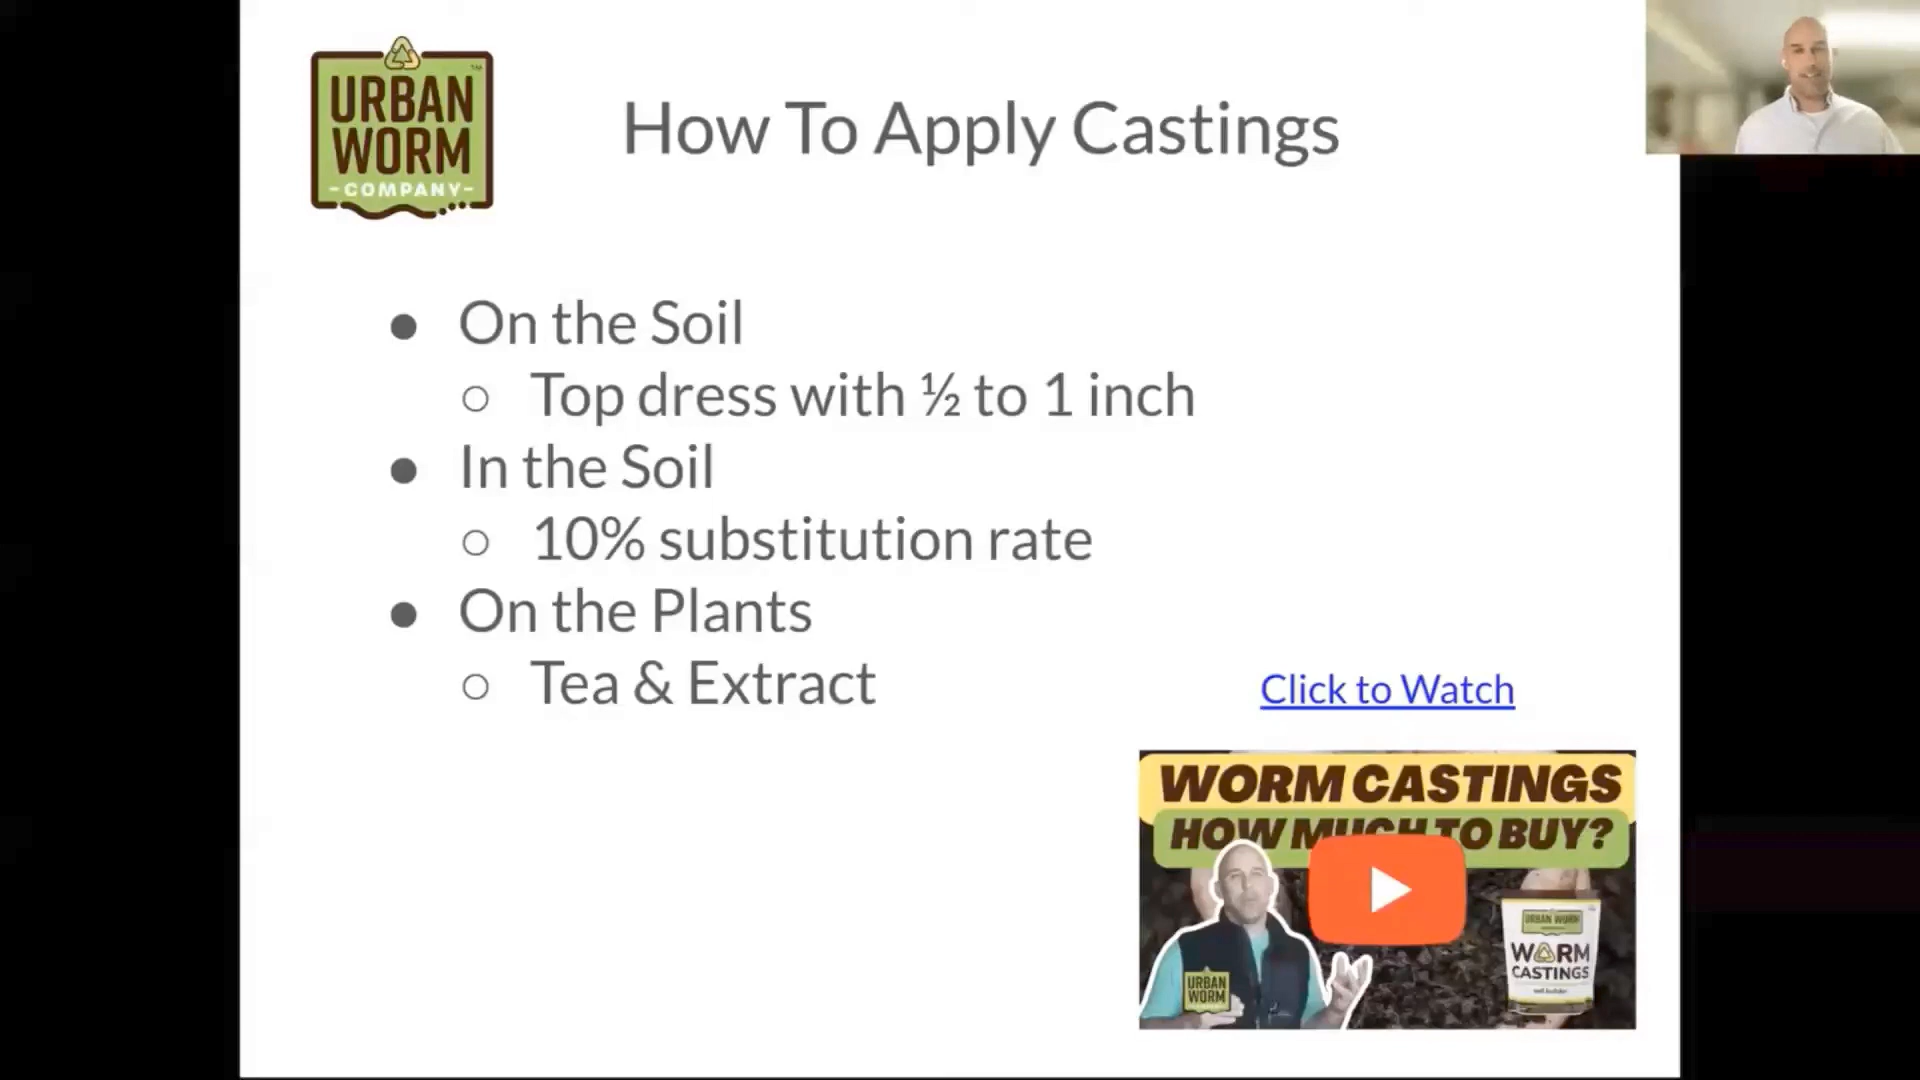 URBAN
WORM
-COMPANY-
™
How To Apply Castings
● On the Soil
○ Top dress with ½ to 1 inch
● In the Soil
○ 10% substitution rate
● On the Plants
○ Tea & Extract
Click to Watch
WORM CASTINGS
HOW MUCH TO BUY?
URBAN
WORM
URBAN WORM
WORM
CASTINGS